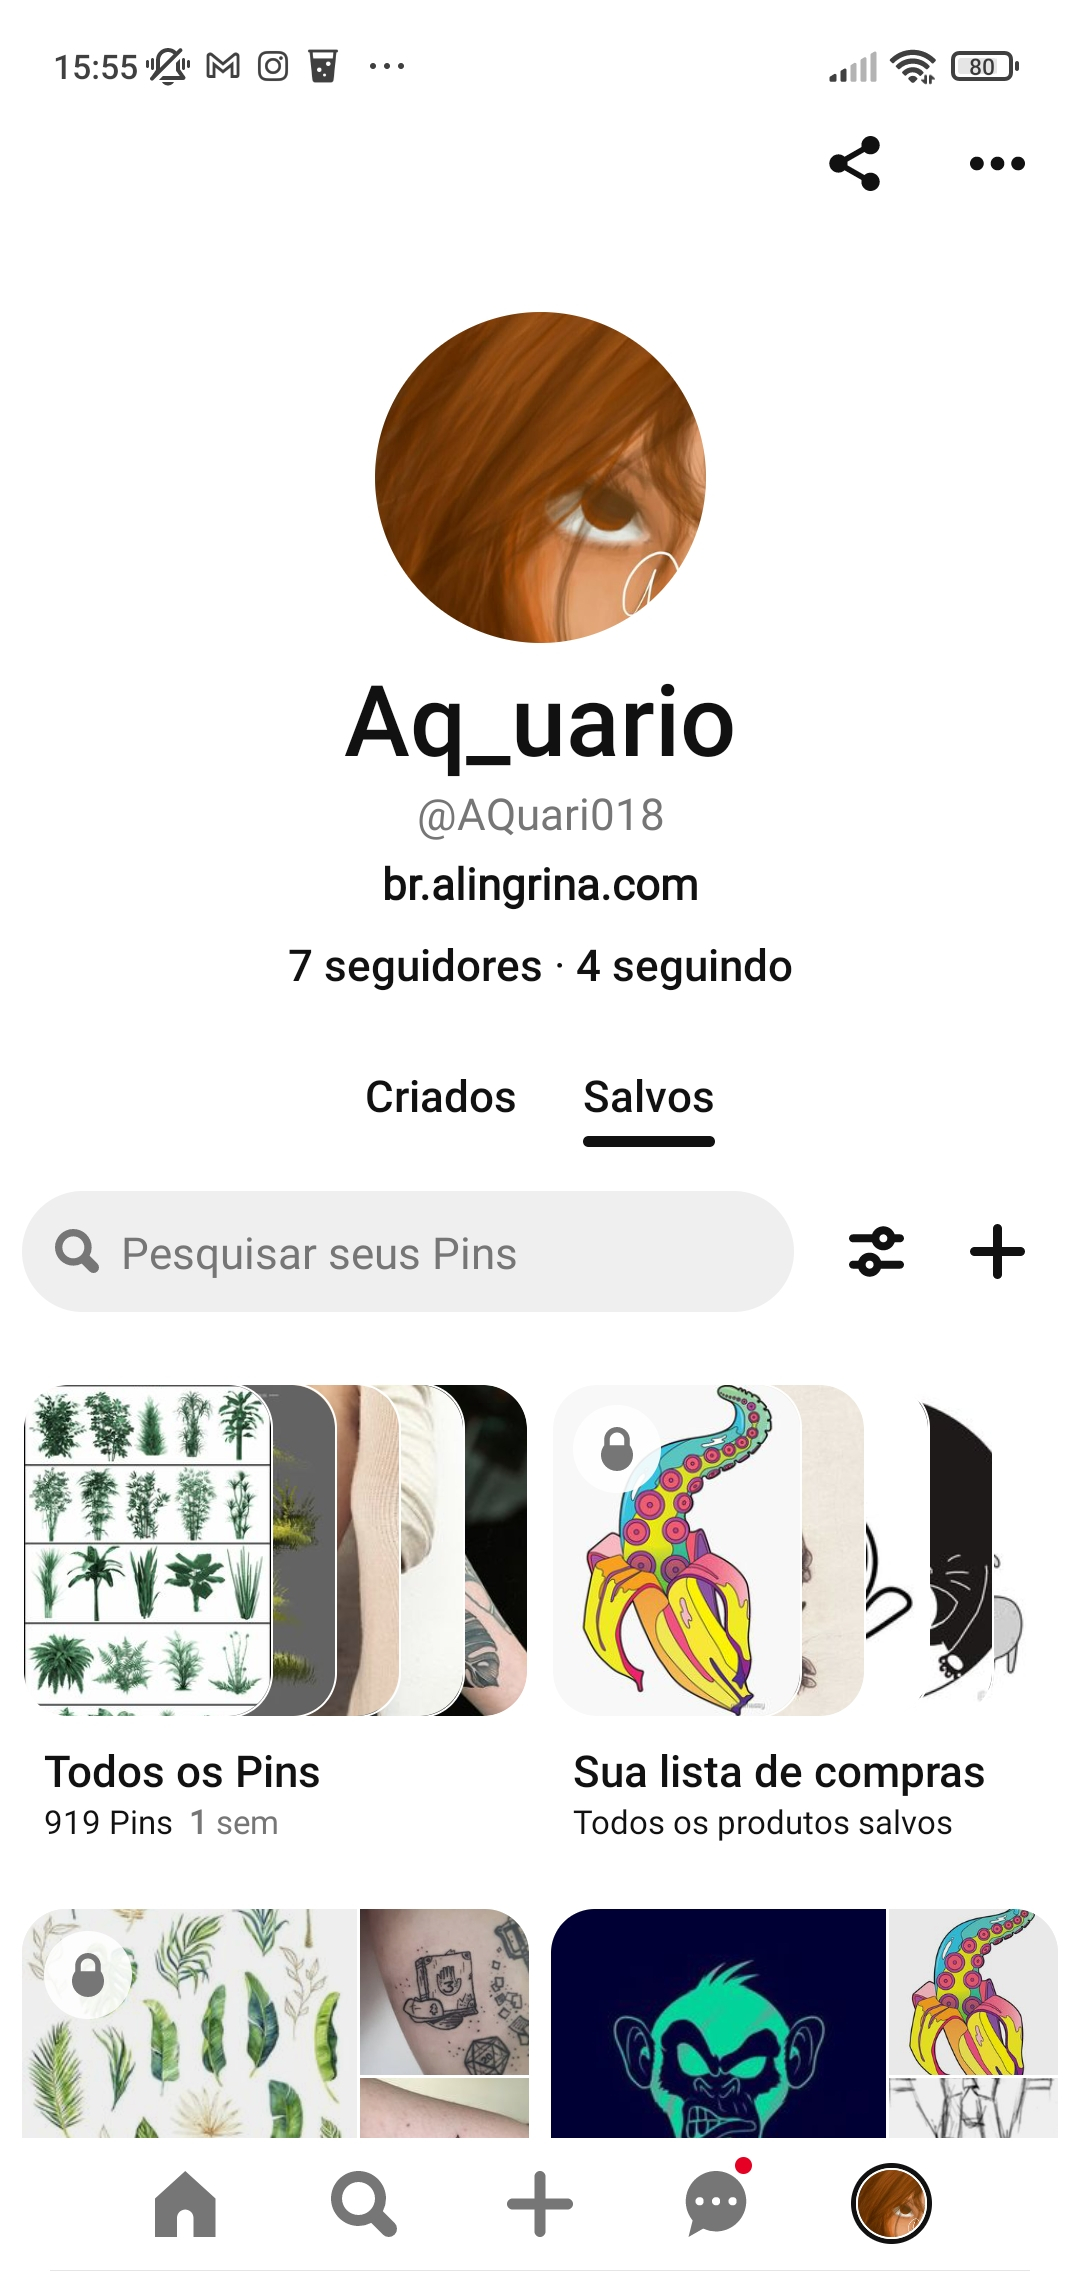 15:55
80
Aq_uario
@AQuari018
br.alingrina.com
7 seguidores · 4 seguindo
Criados Salvos
Pesquisar seus Pins
Todos os Pins
919 Pins 1 sem
Sua lista de compras
Todos os produtos salvos